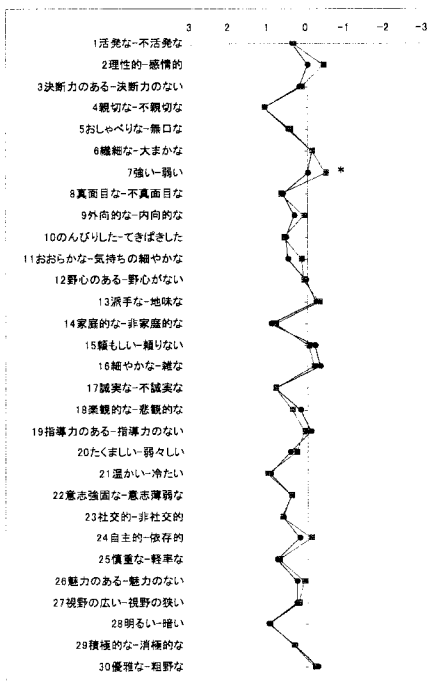 3 2 1 0 -1 -2 -3
1活発な-不活発な
2理性的-感情的
3決断力のある-決断力のない
4親切な-不親切な
5おしゃべりな-無口な
6繊細な-大まかな
7強い-弱い *
8真面目な-不真面目な
9外向的な-内向的な
10のんびりした-てきぱきした
11おおらかな-気持ちの細やかな
12野心のある-野心がない
13派手な-地味な
14家庭的な-非家庭的な
15頼もしい-頼りない
16細やかな-雑な
17誠実な-不誠実な
18楽観的な-悲観的な
19指導力のある-指導力のない
20たくましい-弱々しい
21温かい-冷たい
22意志強固な-意志薄弱な
23社交的-非社交的
24自主的-依存的
25慎重な-軽率な
26魅力のある-魅力のない
27視野の広い-視野の狭い
28明るい-暗い
29積極的な-消極的な
30優雅な-粗野な